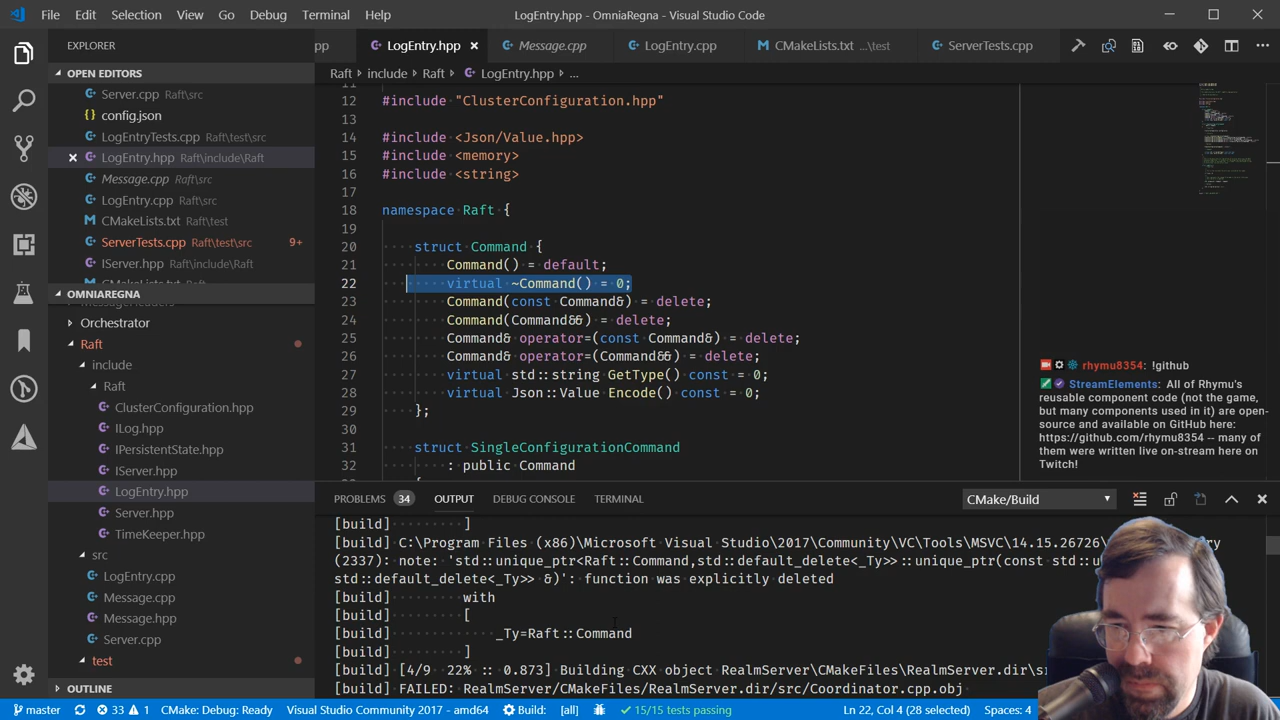 File Edit Selection View Go Debug Terminal Help LogEntry.hpp - OmniaRegna - Visual Studio Code
EXPLORER
OPEN EDITORS
Server.cpp Raft\src
config.json
LogEntryTests.cpp Raft\test\src
LogEntry.hpp Raft\include\Raft
Message.cpp Raft\src
LogEntry.cpp Raft\src
CMakeLists.txt Raft\test
ServerTests.cpp Raft\test\src 9+
IServer.hpp Raft\include\Raft
CMakeLists.txt Raft
OMNIAREGNA
Orchestrator
Raft
include
Raft
ClusterConfiguration.hpp
ILog.hpp
IPersistentState.hpp
IServer.hpp
LogEntry.hpp
Server.hpp
TimeKeeper.hpp
src
LogEntry.cpp
Message.cpp
Message.hpp
Server.cpp
test
OUTLINE
pp LogEntry.hpp Message.cpp LogEntry.cpp CMakeLists.txt ...\test ServerTests.cpp
Raft › include › Raft › LogEntry.hpp › ...
11
12 #include "ClusterConfiguration.hpp"
13
14 #include <Json/Value.hpp>
15 #include <memory>
16 #include <string>
17
18 namespace Raft {
19
20 struct Command {
21 Command() = default;
22 virtual ~Command() = 0;
23 Command(const Command&) = delete;
24 Command(Command&&) = delete;
25 Command& operator=(const Command&) = delete;
26 Command& operator=(Command&&) = delete;
27 virtual std::string GetType() const = 0;
28 virtual Json::Value Encode() const = 0;
29 };
30
31 struct SingleConfigurationCommand
32 : public Command
rhymu8354: !github
StreamElements: All of Rhymu's
reusable component code (not the game,
but many components used in it) are open-
source and available on GitHub here:
https://github.com/rhymu8354 -- many of
them were written live on-stream here on
Twitch!
PROBLEMS 34 OUTPUT DEBUG CONSOLE TERMINAL CMake/Build
[build] ]
[build] C:\Program Files (x86)\Microsoft Visual Studio\2017\Community\VC\Tools\MSVC\14.15.26726\
(2337): note: 'std::unique_ptr<Raft::Command,std::default_delete<_Ty>>::unique_ptr(const std::u
std::default_delete<_Ty>> &)': function was explicitly deleted
[build] with
[build] [
[build] _Ty=Raft::Command
[build] ]
[build] [4/9 22% :: 0.873] Building CXX object RealmServer\CMakeFiles\RealmServer.dir\s
[build] FAILED: RealmServer/CMakeFiles/RealmServer.dir/src/Coordinator.cpp.obj
master 33 1 CMake: Debug: Ready Visual Studio Community 2017 - amd64 Build: [all] 15/15 tests passing Ln 22, Col 4 (28 selected) Spaces: 4